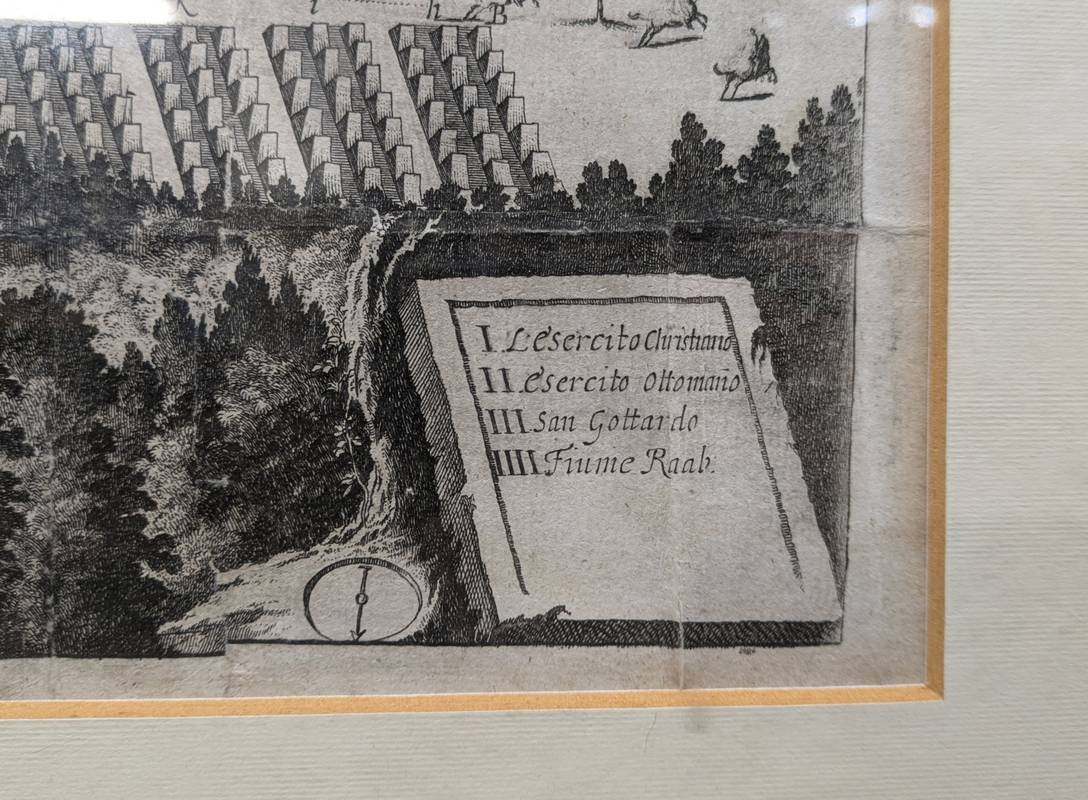 I. L'esercito Christiano
II. esercito Ottomano
III. San Gottardo
IIII. Fiume Raab.